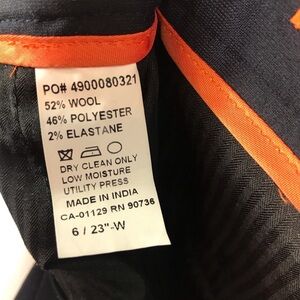 PO# 4900080321
52% WOOL
46% POLYESTER
2% ELASTANE
DRY CLEAN ONLY
LOW MOISTURE
UTILITY PRESS
MADE IN INDIA
CA-01129 RN 90736
6 / 23"-W